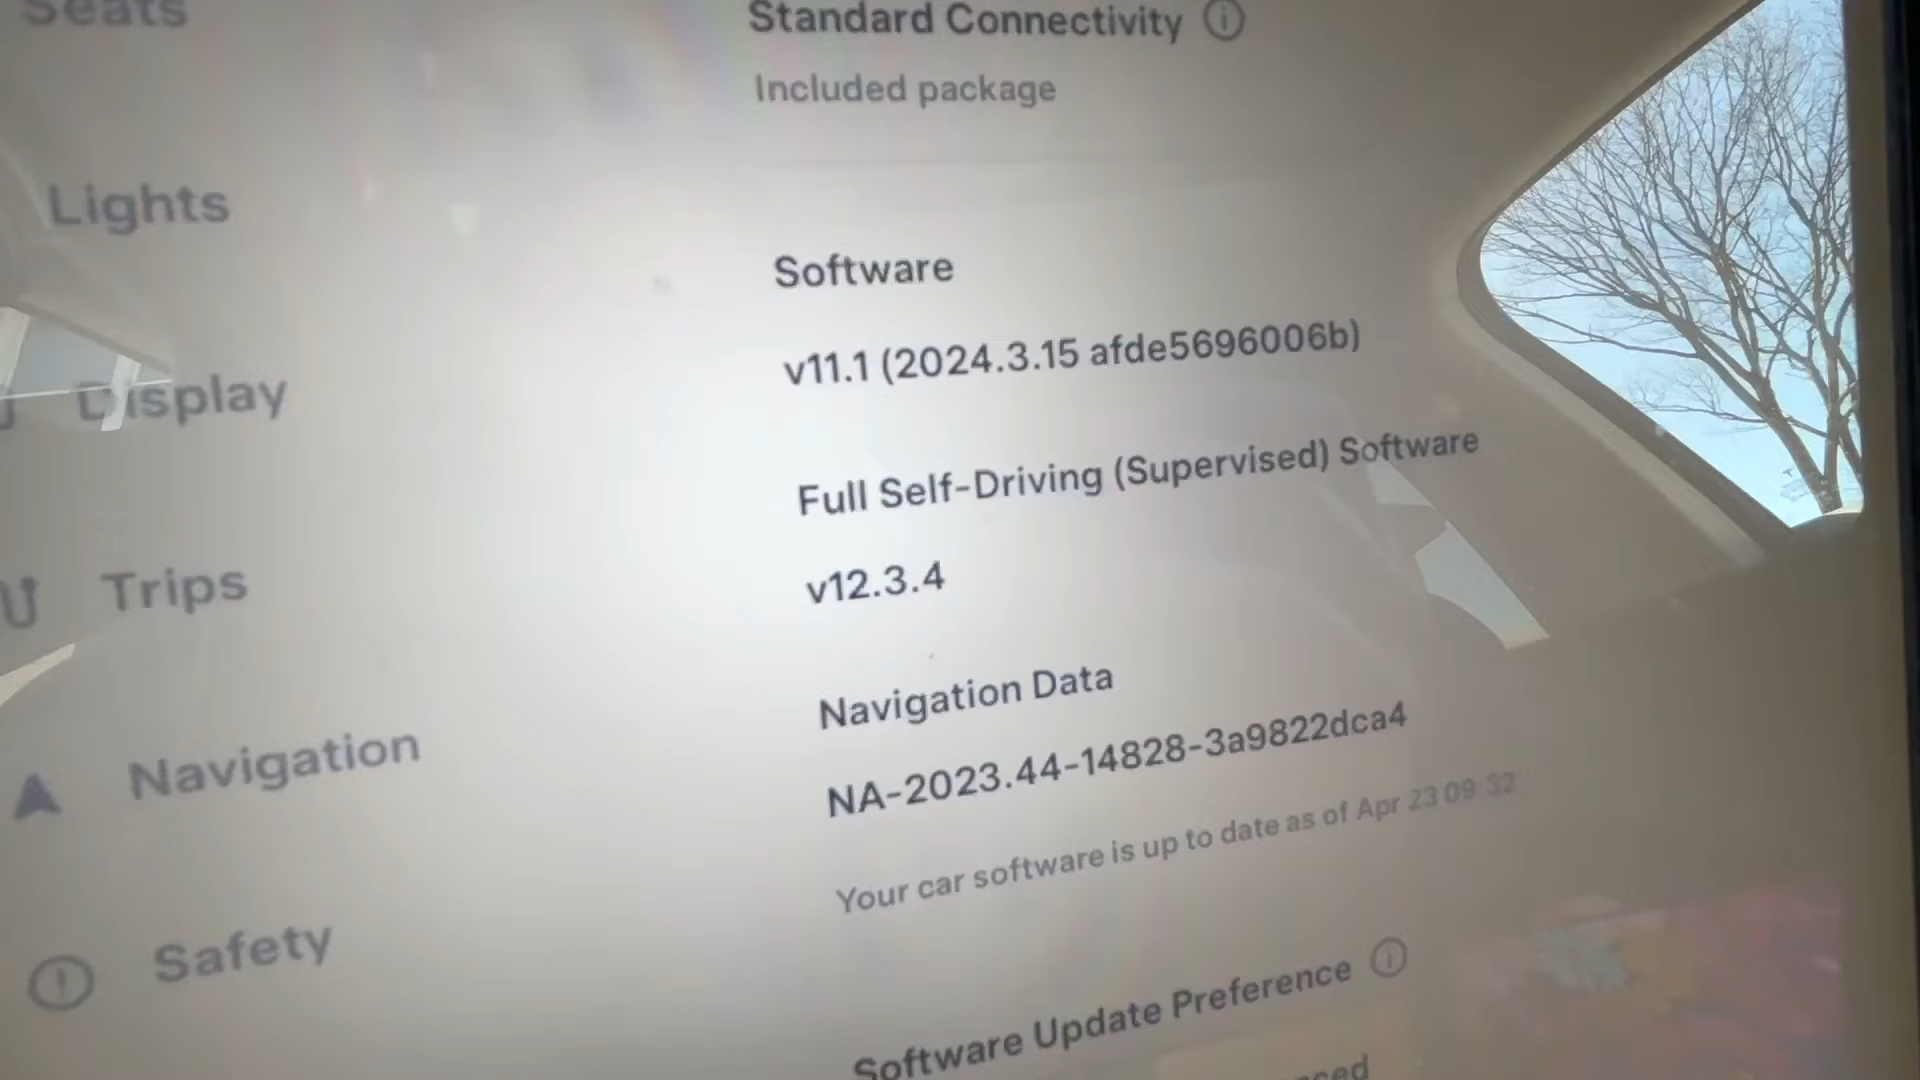 Seats
Standard Connectivity
Included package
Lights
Software
v11.1 (2024.3.15 afde5696006b)
Display
Full Self-Driving (Supervised) Software
v12.3.4
Trips
Navigation Data
NA-2023.44-14828-3a9822dca4
Navigation
Your car software is up to date as of Apr 23 09:32
Safety
Software Update Preference